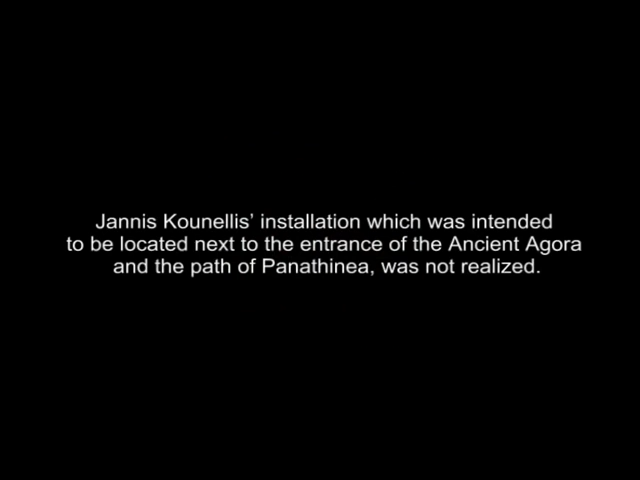 Jannis Kounellis’ installation which was intended
to be located next to the entrance of the Ancient Agora
and the path of Panathinea, was not realized.